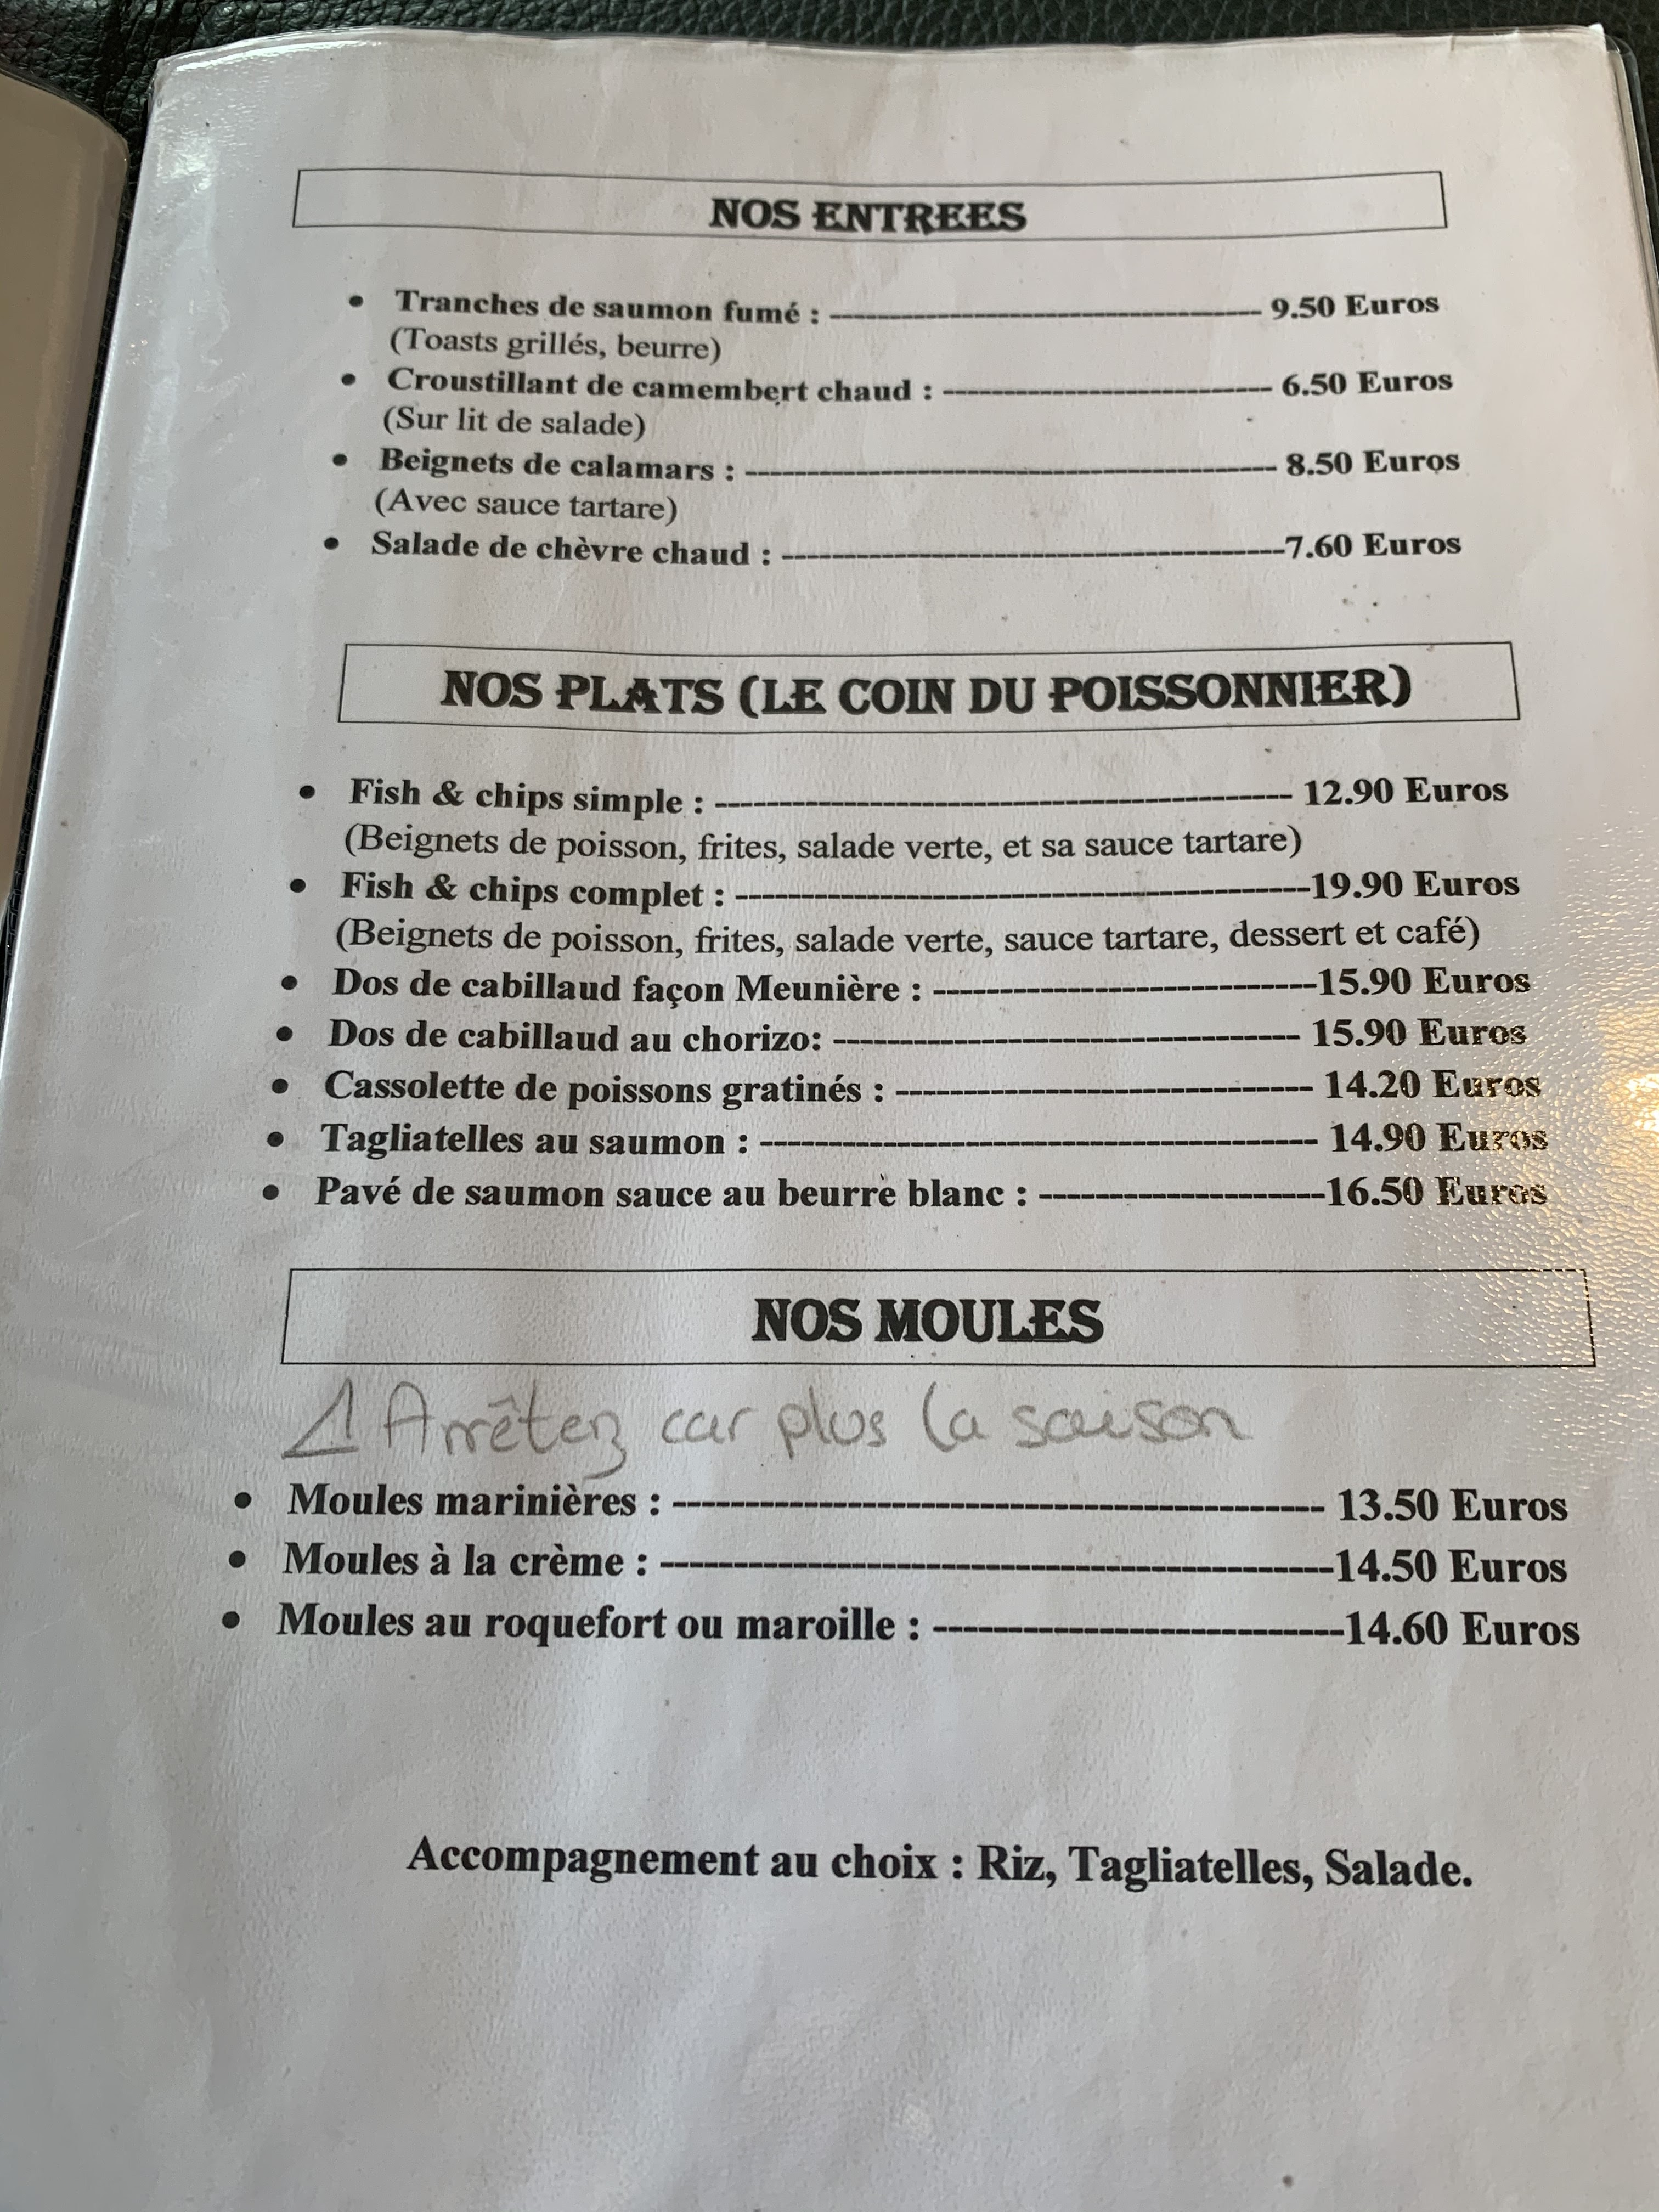 NOS ENTREES
• Tranches de saumon fumé : ------------------------------ 9.50 Euros
(Toasts grillés, beurre)
• Croustillant de camembert chaud : ----------------------- 6.50 Euros
(Sur lit de salade)
• Beignets de calamars : ------------------------------------ 8.50 Euros
(Avec sauce tartare)
• Salade de chèvre chaud : ----------------------------------7.60 Euros
NOS PLATS (LE COIN DU POISSONNIER)
• Fish & chips simple : ------------------------------------ 12.90 Euros
(Beignets de poisson, frites, salade verte, et sa sauce tartare)
• Fish & chips complet : ------------------------------------19.90 Euros
(Beignets de poisson, frites, salade verte, sauce tartare, dessert et café)
• Dos de cabillaud façon Meunière : ------------------------15.90 Euros
• Dos de cabillaud au chorizo: ----------------------------- 15.90 Euros
• Cassolette de poissons gratinés : -------------------------- 14.20 Euros
• Tagliatelles au saumon : ---------------------------------- 14.90 Euros
• Pavé de saumon sauce au beurre blanc : ------------------16.50 Euros
NOS MOULES
⚠ Arrêtez car plus la saison
• Moules marinières : -------------------------------------- 13.50 Euros
• Moules à la crème : ---------------------------------------14.50 Euros
• Moules au roquefort ou maroille : ------------------------14.60 Euros
Accompagnement au choix : Riz, Tagliatelles, Salade.